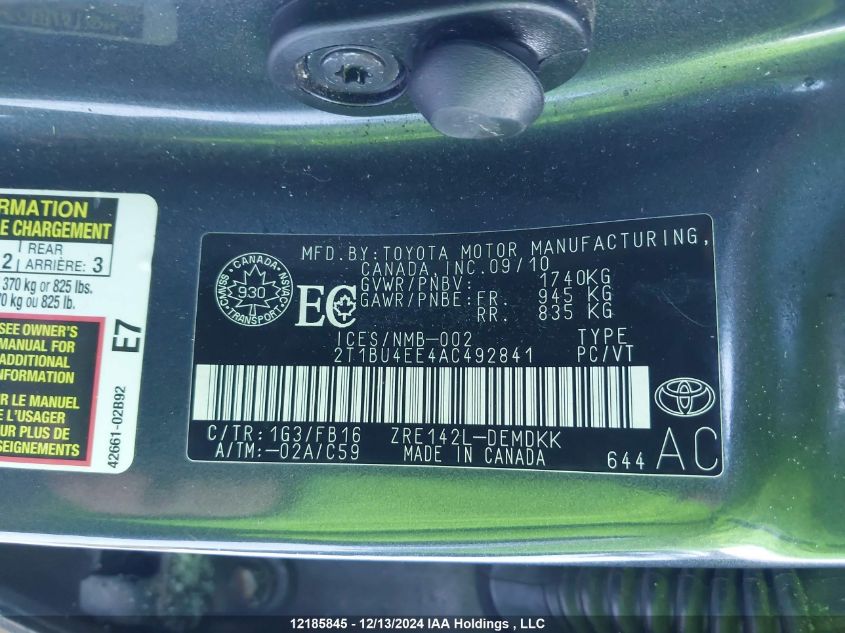 RMATION
E CHARGEMENT
2 | REAR
ARRIÈRE: 3
370 kg or 825 lbs.
0 kg ou 825 lb.
SEE OWNER'S
MANUAL FOR
ADDITIONAL
INFORMATION
R LE MANUEL
E L'USAGER
UR PLUS DE
SEIGNEMENTS
E7
42661-02B92
MFD.BY:TOYOTA MOTOR MANUFACTURING,
CANADA INC.09/10
GVWR/PNBV: 1740KG
GAWR/PNBE:FR. 945 KG
RR. 835 KG
CANADA
930
TRANSPORT
EC
ICES/NMB-002 TYPE
2T1BU4EE4AC492841 PC/VT
C/TR:1G3/FB16 ZRE142L-DEMDKK
A/TM:-02A/C59 MADE IN CANADA 644 AC
12185845 - 12/13/2024 IAA Holdings , LLC